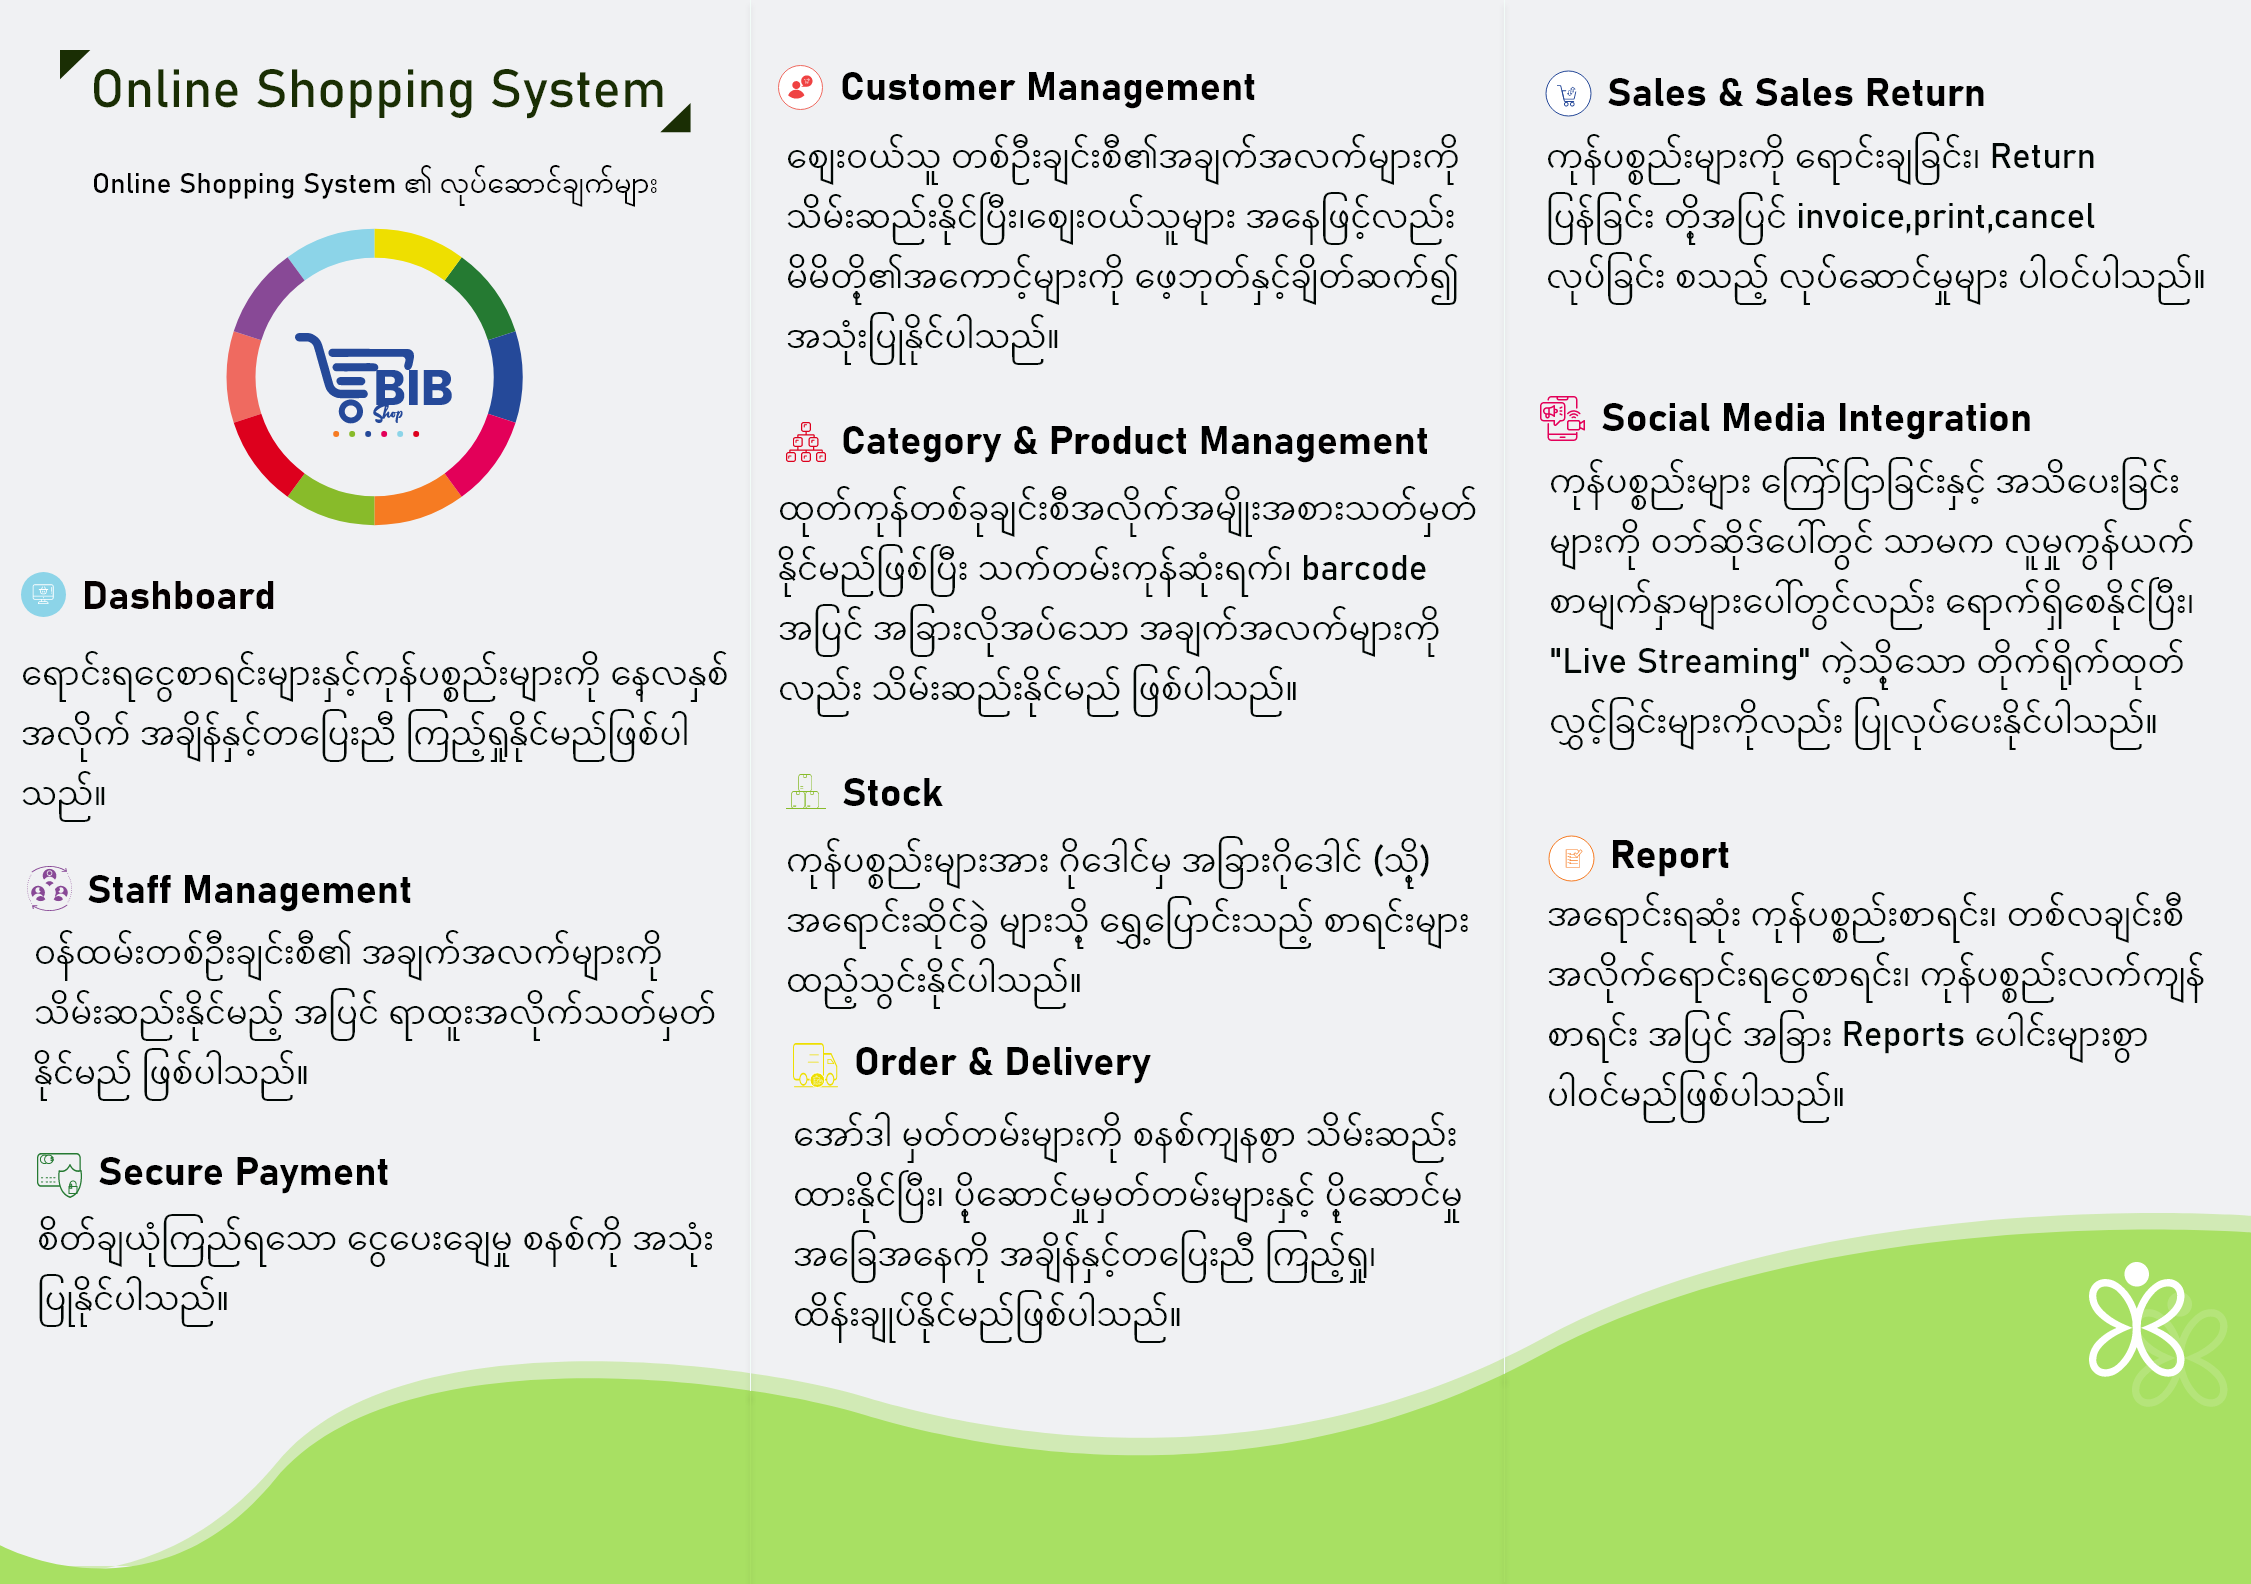 Online Shopping System
Online Shopping System ၏ လုပ်ဆောင်ချက်များ
BIB
Shop
Dashboard
ရောင်းရငွေစာရင်းများနှင့်ကုန်ပစ္စည်းများကို နေ့လနှစ်
အလိုက် အချိန်နှင့်တပြေးညီ ကြည့်ရှုနိုင်မည်ဖြစ်ပါ
သည်။
Staff Management
ဝန်ထမ်းတစ်ဦးချင်းစီ၏ အချက်အလက်များကို
သိမ်းဆည်းနိုင်မည့် အပြင် ရာထူးအလိုက်သတ်မှတ်
နိုင်မည် ဖြစ်ပါသည်။
Secure Payment
စိတ်ချယုံကြည်ရသော ငွေပေးချေမှု စနစ်ကို အသုံး
ပြုနိုင်ပါသည်။
Customer Management
ဈေးဝယ်သူ တစ်ဦးချင်းစီ၏အချက်အလက်များကို
သိမ်းဆည်းနိုင်ပြီး၊ဈေးဝယ်သူများ အနေဖြင့်လည်း
မိမိတို့၏အကောင့်များကို ဖေ့ဘုတ်နှင့်ချိတ်ဆက်၍
အသုံးပြုနိုင်ပါသည်။
Category & Product Management
ထုတ်ကုန်တစ်ခုချင်းစီအလိုက်အမျိုးအစားသတ်မှတ်
နိုင်မည်ဖြစ်ပြီး သက်တမ်းကုန်ဆုံးရက်၊ barcode
အပြင် အခြားလိုအပ်သော အချက်အလက်များကို
လည်း သိမ်းဆည်းနိုင်မည် ဖြစ်ပါသည်။
Stock
ကုန်ပစ္စည်းများအား ဂိုဒေါင်မှ အခြားဂိုဒေါင် (သို့)
အရောင်းဆိုင်ခွဲ များသို့ ရွှေ့ပြောင်းသည့် စာရင်းများ
ထည့်သွင်းနိုင်ပါသည်။
Order & Delivery
အော်ဒါ မှတ်တမ်းများကို စနစ်ကျနစွာ သိမ်းဆည်း
ထားနိုင်ပြီး၊ ပို့ဆောင်မှုမှတ်တမ်းများနှင့် ပို့ဆောင်မှု
အခြေအနေကို အချိန်နှင့်တပြေးညီ ကြည့်ရှု၊
ထိန်းချုပ်နိုင်မည်ဖြစ်ပါသည်။
Sales & Sales Return
ကုန်ပစ္စည်းများကို ရောင်းချခြင်း၊ Return
ပြန်ခြင်း တို့အပြင် invoice,print,cancel
လုပ်ခြင်း စသည့် လုပ်ဆောင်မှုများ ပါဝင်ပါသည်။
Social Media Integration
ကုန်ပစ္စည်းများ ကြော်ငြာခြင်းနှင့် အသိပေးခြင်း
များကို ဝဘ်ဆိုဒ်ပေါ်တွင် သာမက လူမှုကွန်ယက်
စာမျက်နှာများပေါ်တွင်လည်း ရောက်ရှိစေနိုင်ပြီး၊
"Live Streaming" ကဲ့သို့သော တိုက်ရိုက်ထုတ်
လွှင့်ခြင်းများကိုလည်း ပြုလုပ်ပေးနိုင်ပါသည်။
Report
အရောင်းရဆုံး ကုန်ပစ္စည်းစာရင်း၊ တစ်လချင်းစီ
အလိုက်ရောင်းရငွေစာရင်း၊ ကုန်ပစ္စည်းလက်ကျန်
စာရင်း အပြင် အခြား Reports ပေါင်းများစွာ
ပါဝင်မည်ဖြစ်ပါသည်။